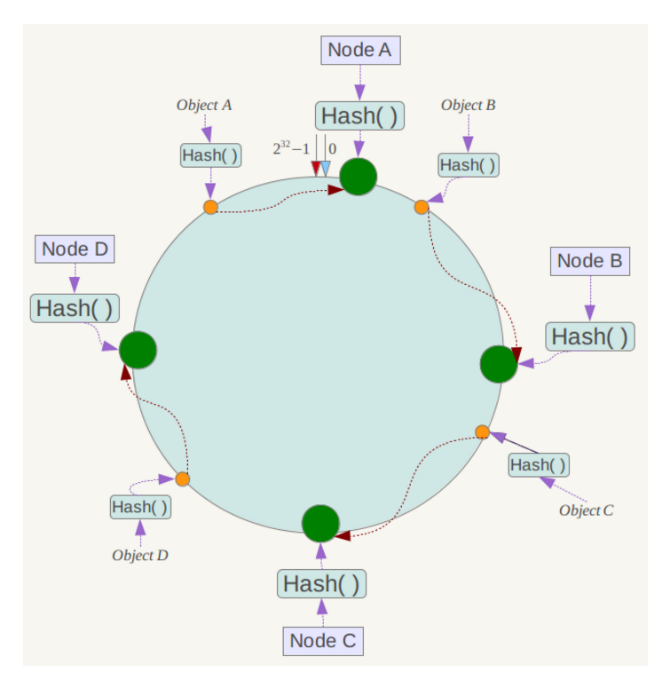 Node A
Object A
Object B
Hash( )
2³²−1
0
Hash( )
Hash( )
Node D
Node B
Hash( )
Hash( )
Hash( )
Hash( )
Object C
Object D
Hash( )
Node C